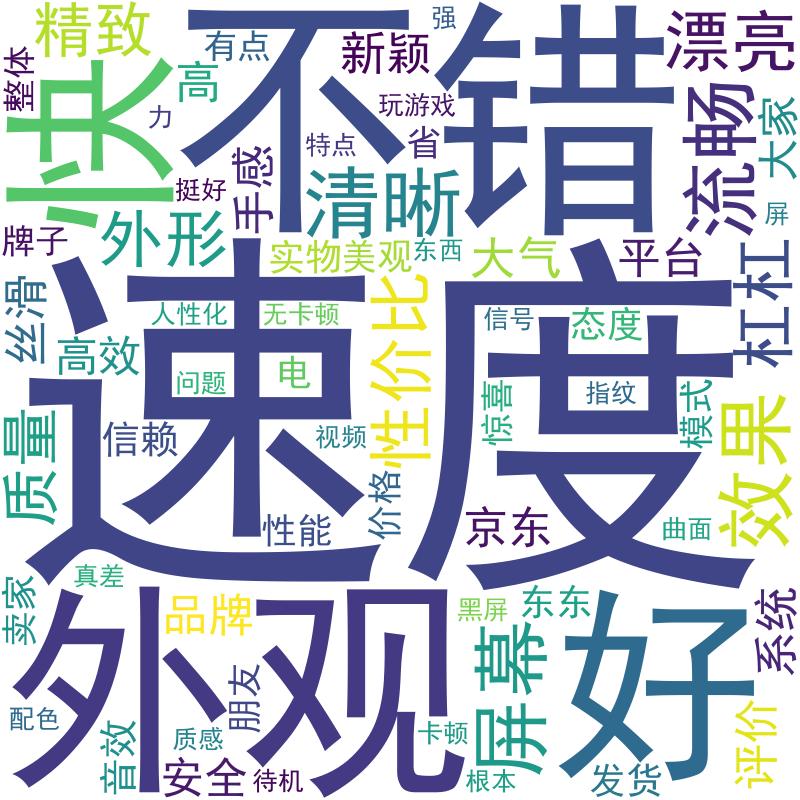 精致
有点
强
漂亮
不错
新颖
整体
快
高
力
玩游戏
特点
省
流畅
大家
挺好
手感
清晰
屏
牌子
外形
实物美观
东西
大气
平台
杠杠
丝滑
速度
人性化
无卡顿
性价比
信号
态度
高效
问题
电
惊喜
指纹
模式
质量
信赖
视频
效果
性能
价格
京东
曲面
真差
卖家
外观
品牌
黑屏
东东
好
系统
屏幕
朋友
配色
音效
质感
卡顿
评价
安全
待机
根本
发货